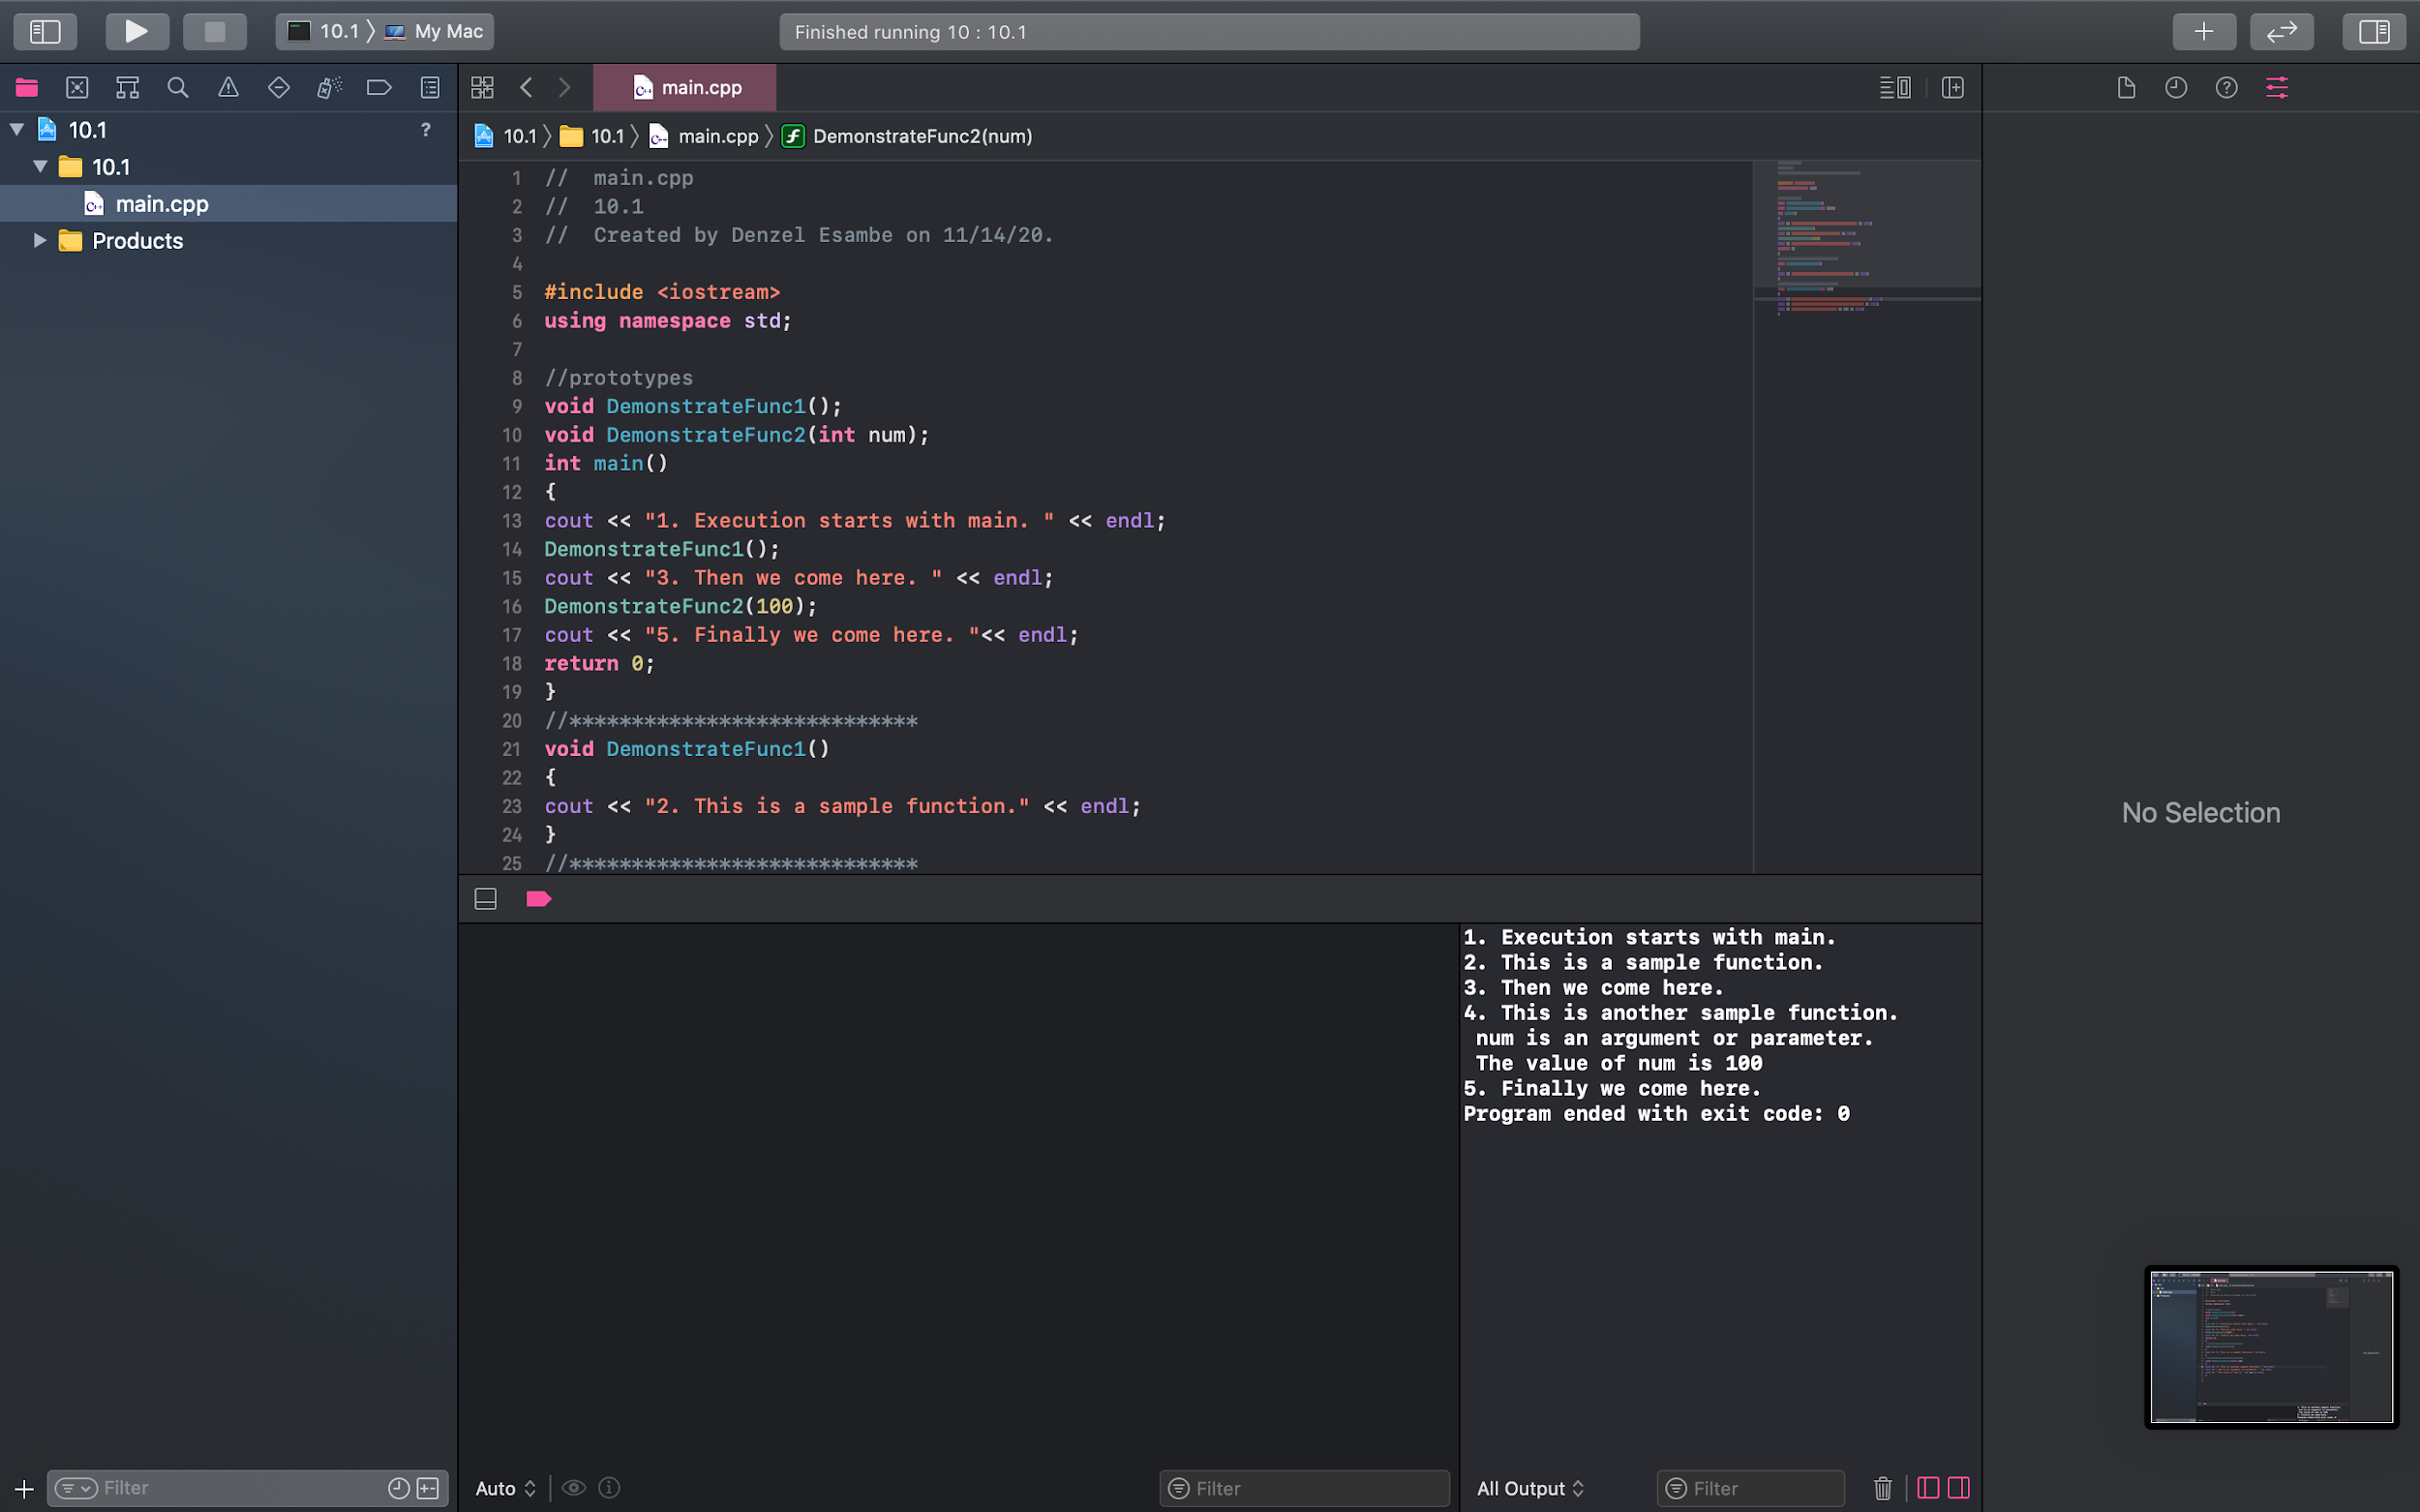 10.1 〉 My Mac
Finished running 10 : 10.1
main.cpp
10.1
?
10.1
main.cpp
Products
10.1 〉 10.1 〉 main.cpp 〉 f DemonstrateFunc2(num)
1 //  main.cpp
2 //  10.1
3 //  Created by Denzel Esambe on 11/14/20.
4
5 #include <iostream>
6 using namespace std;
7
8 //prototypes
9 void DemonstrateFunc1();
10 void DemonstrateFunc2(int num);
11 int main()
12 {
13 cout << "1. Execution starts with main. " << endl;
14 DemonstrateFunc1();
15 cout << "3. Then we come here. " << endl;
16 DemonstrateFunc2(100);
17 cout << "5. Finally we come here. "<< endl;
18 return 0;
19 }
20 //****************************
21 void DemonstrateFunc1()
22 {
23 cout << "2. This is a sample function." << endl;
24 }
25 //****************************
No Selection
1. Execution starts with main.
2. This is a sample function.
3. Then we come here.
4. This is another sample function.
 num is an argument or parameter.
 The value of num is 100
5. Finally we come here.
Program ended with exit code: 0
Filter
Auto
Filter
All Output
Filter